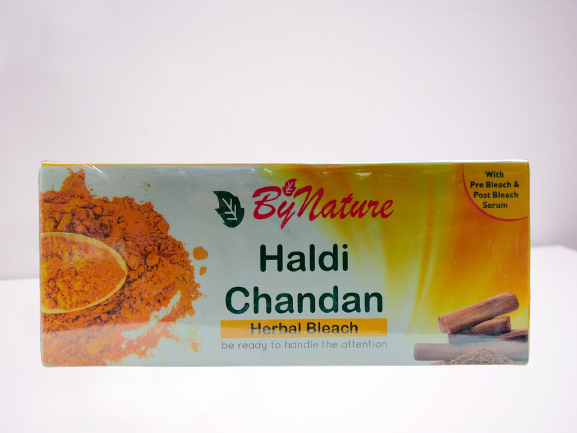 With
Pre Bleach &
Post Bleach
Serum
ByNature
Haldi
Chandan
Herbal Bleach
be ready to handle the attention